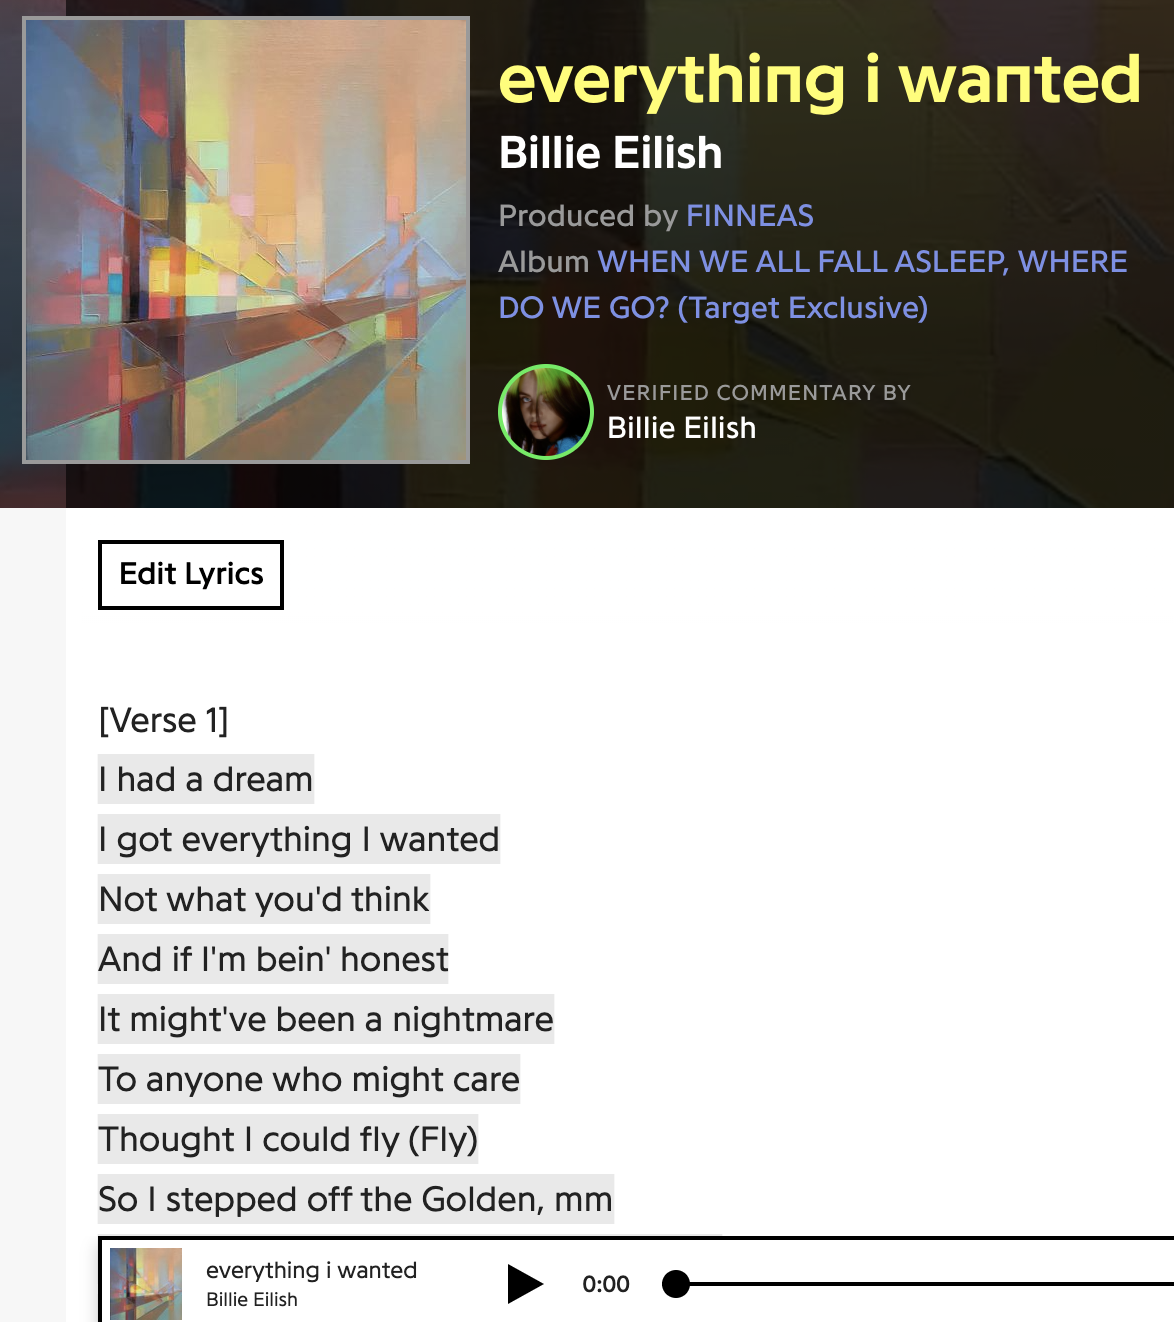 everything i wanted
Billie Eilish
Produced by FINNEAS
Album WHEN WE ALL FALL ASLEEP, WHERE
DO WE GO? (Target Exclusive)
VERIFIED COMMENTARY BY
Billie Eilish
Edit Lyrics
[Verse 1]
I had a dream
I got everything I wanted
Not what you'd think
And if I'm bein' honest
It might've been a nightmare
To anyone who might care
Thought I could fly (Fly)
So I stepped off the Golden, mm
everything i wanted
Billie Eilish
0:00